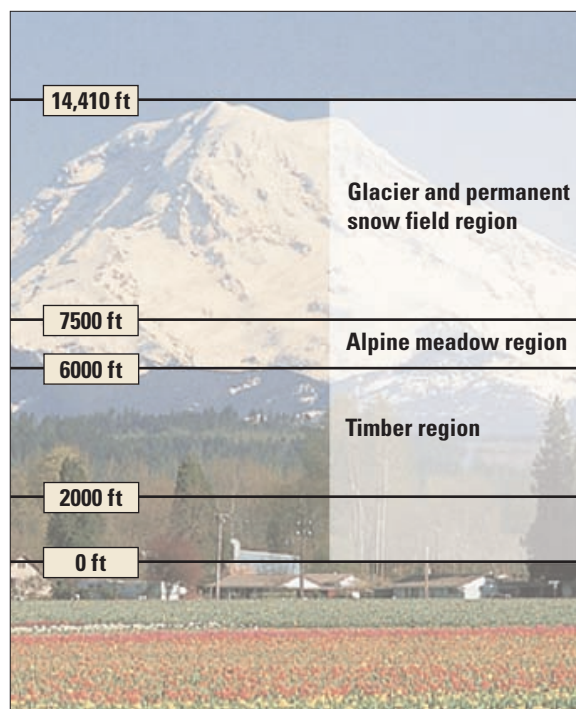 14,410 ft
Glacier and permanent
snow field region
7500 ft
Alpine meadow region
6000 ft
Timber region
2000 ft
0 ft